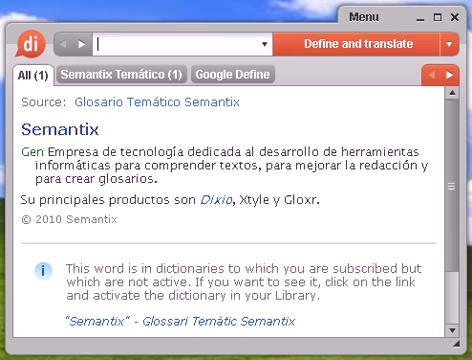 Menu
di
Define and translate
All (1) Semantix Temático (1) Google Define
Source: Glosario Temático Semantix
Semantix
Gen Empresa de tecnología dedicada al desarrollo de herramientas
informáticas para comprender textos, para mejorar la redacción y
para crear glosarios.
Su principales productos son Dixio, Xtyle y Gloxr.
© 2010 Semantix
i
This word is in dictionaries to which you are subscribed but
which are not active. If you want to see it, click on the link
and activate the dictionary in your Library.
"Semantix" - Glossari Temàtic Semantix